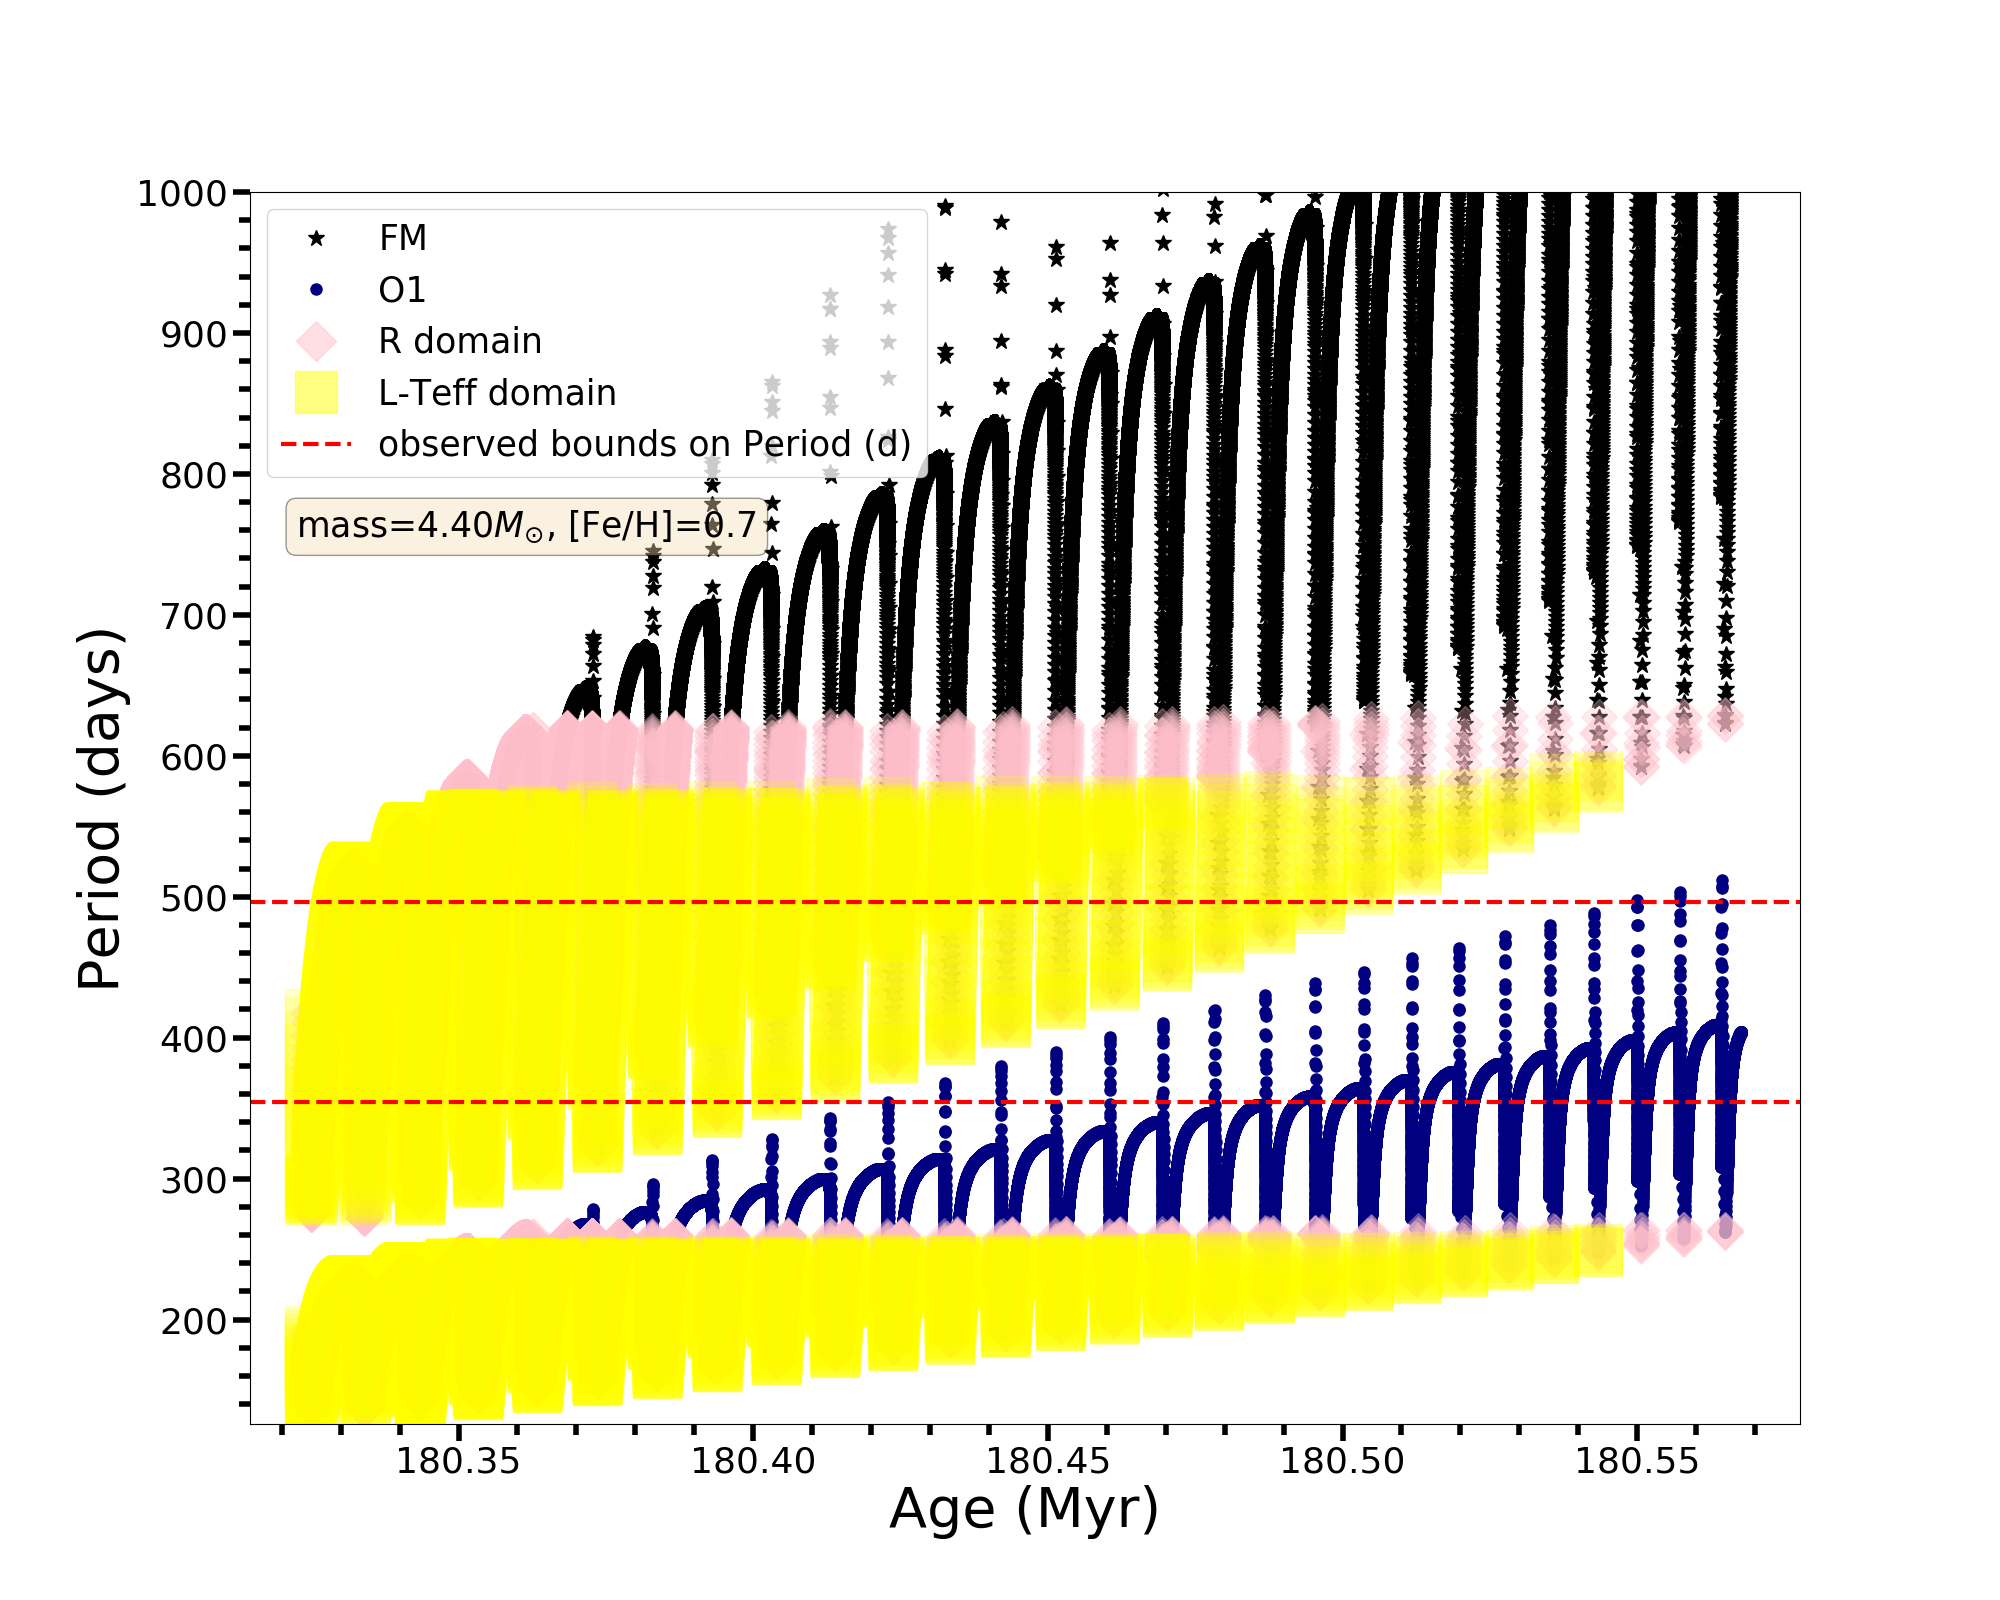 FM
O1
R domain
L-Teff domain
observed bounds on Period (d)
mass=4.40M⊙, [Fe/H]=0.7
1000
900
800
700
600
500
400
300
200
Period (days)
180.35 180.40 180.45 180.50 180.55
Age (Myr)